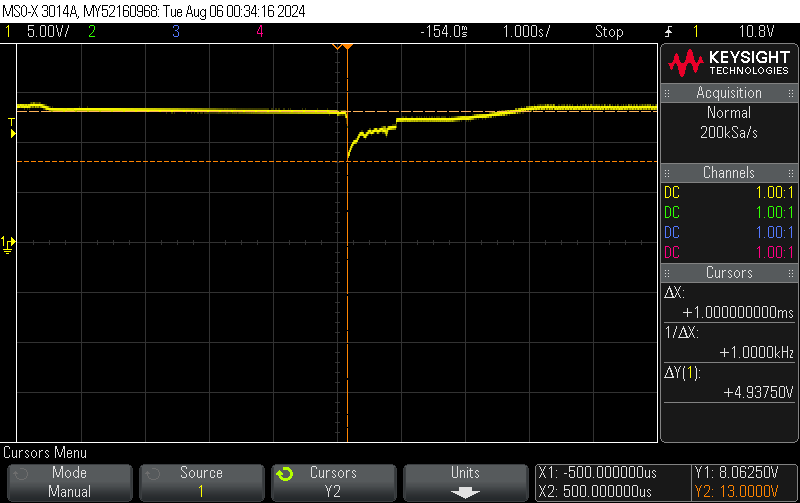 MSO-X 3014A, MY52160968: Tue Aug 06 00:34:16 2024
1 5.00V/ 2 3 4 -154.0ms 1.000s/ Stop 1 10.8V
KEYSIGHT
TECHNOLOGIES
Acquisition
Normal
200kSa/s
Channels
DC 1.00:1
DC 1.00:1
DC 1.00:1
DC 1.00:1
Cursors
ΔX:
+1.000000000ms
1/ΔX:
+1.0000kHz
ΔY(1):
+4.93750V
T
1
Cursors Menu
Mode
Manual
Source
1
Cursors
Y2
Units
X1: -500.000000us
X2: 500.000000us
Y1: 8.06250V
Y2: 13.0000V